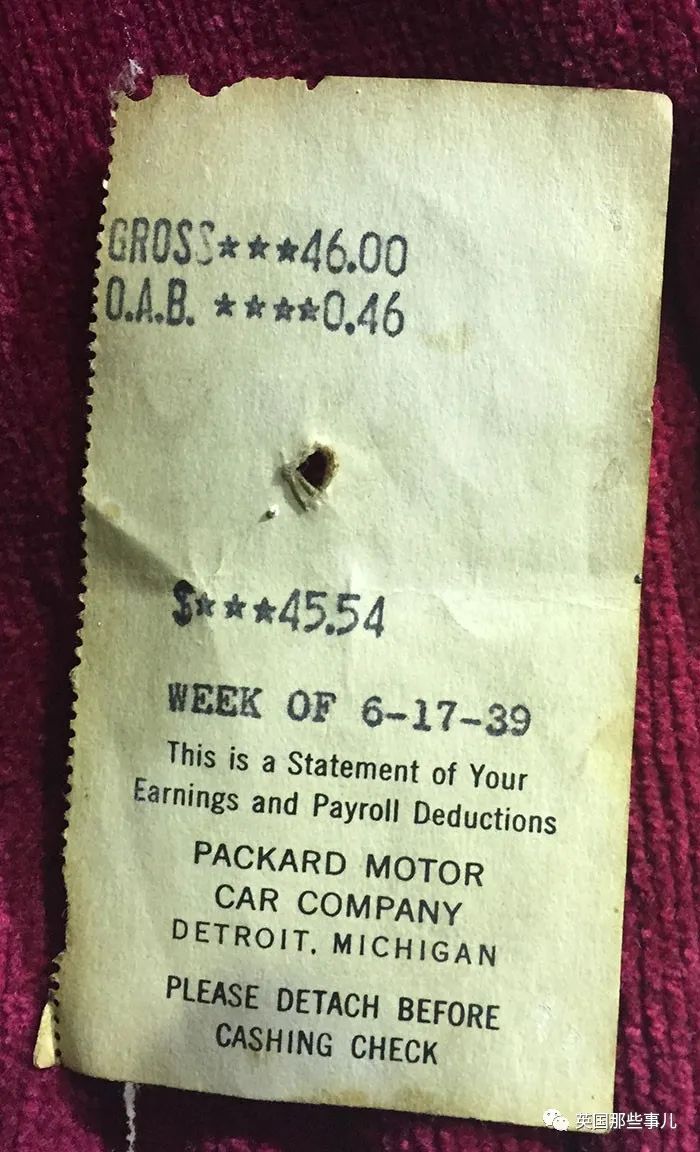 GROSS***46.00
O.A.B. ****0.46
$***45.54
WEEK OF 6-17-39
This is a Statement of Your
Earnings and Payroll Deductions
PACKARD MOTOR
CAR COMPANY
DETROIT, MICHIGAN
PLEASE DETACH BEFORE
CASHING CHECK
英国那些事儿